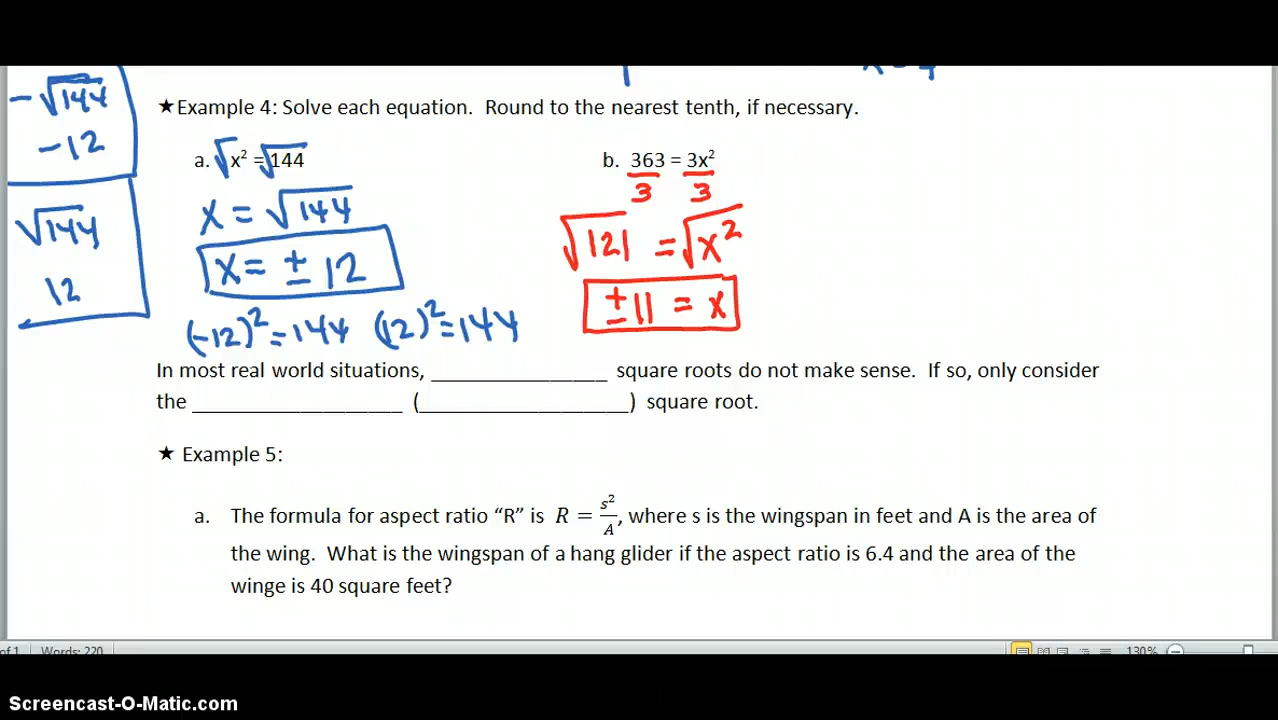 -√144
-12
√144
12
★Example 4: Solve each equation. Round to the nearest tenth, if necessary.
a. √x² = √144
x = √144
x = ± 12
(-12)² = 144 (12)² = 144
b. 363 = 3x²
3 3
√121 = √x²
± 11 = x
In most real world situations, ________________ square roots do not make sense. If so, only consider
the ___________________ (___________________) square root.
★ Example 5:
a. The formula for aspect ratio “R” is R = s²/A, where s is the wingspan in feet and A is the area of
the wing. What is the wingspan of a hang glider if the aspect ratio is 6.4 and the area of the
winge is 40 square feet?
of 1 Words: 220 130%
Screencast-O-Matic.com